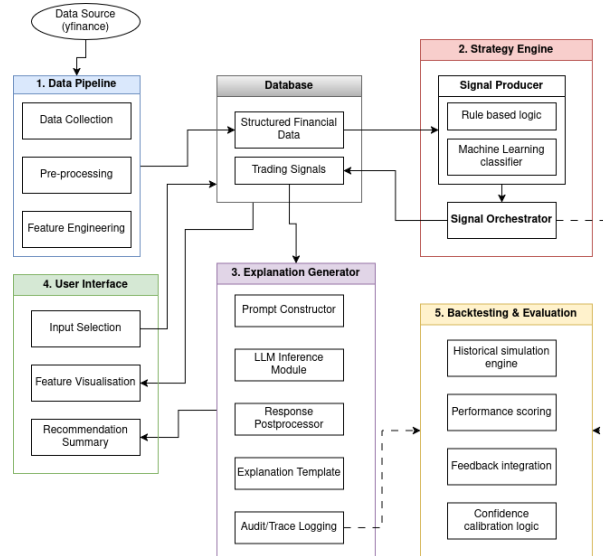 Data Source
(yfinance)
1. Data Pipeline
Data Collection
Pre-processing
Feature Engineering
Database
Structured Financial
Data
Trading Signals
2. Strategy Engine
Signal Producer
Rule based logic
Machine Learning
classifier
Signal Orchestrator
4. User Interface
Input Selection
Feature Visualisation
Recommendation
Summary
3. Explanation Generator
Prompt Constructor
LLM Inference
Module
Response
Postprocessor
Explanation Template
Audit/Trace Logging
5. Backtesting & Evaluation
Historical simulation
engine
Performance scoring
Feedback integration
Confidence
calibration logic